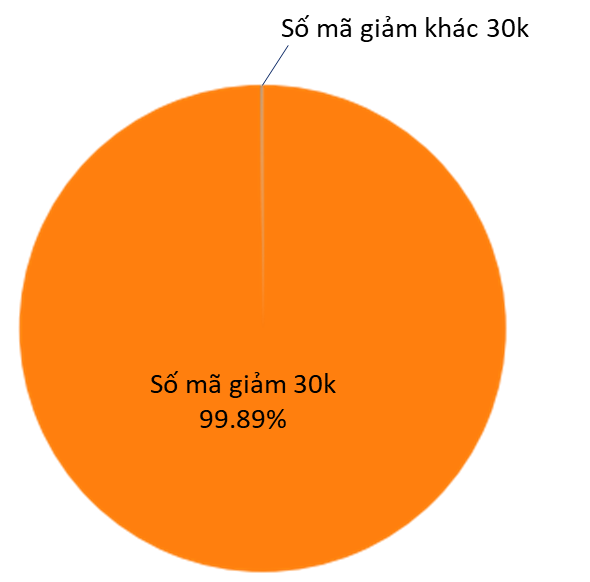 Số mã giảm khác 30k
Số mã giảm 30k
99.89%